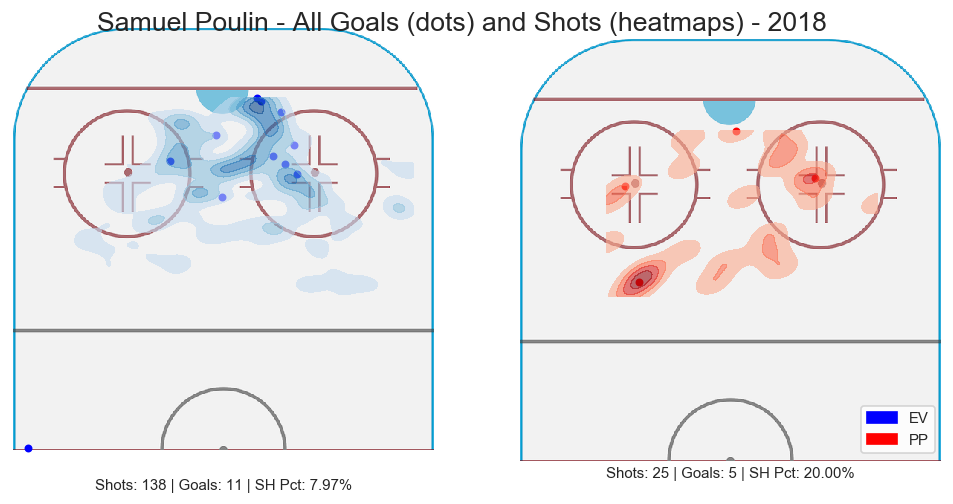 Samuel Poulin - All Goals (dots) and Shots (heatmaps) - 2018
EV
PP
Shots: 138 | Goals: 11 | SH Pct: 7.97%
Shots: 25 | Goals: 5 | SH Pct: 20.00%